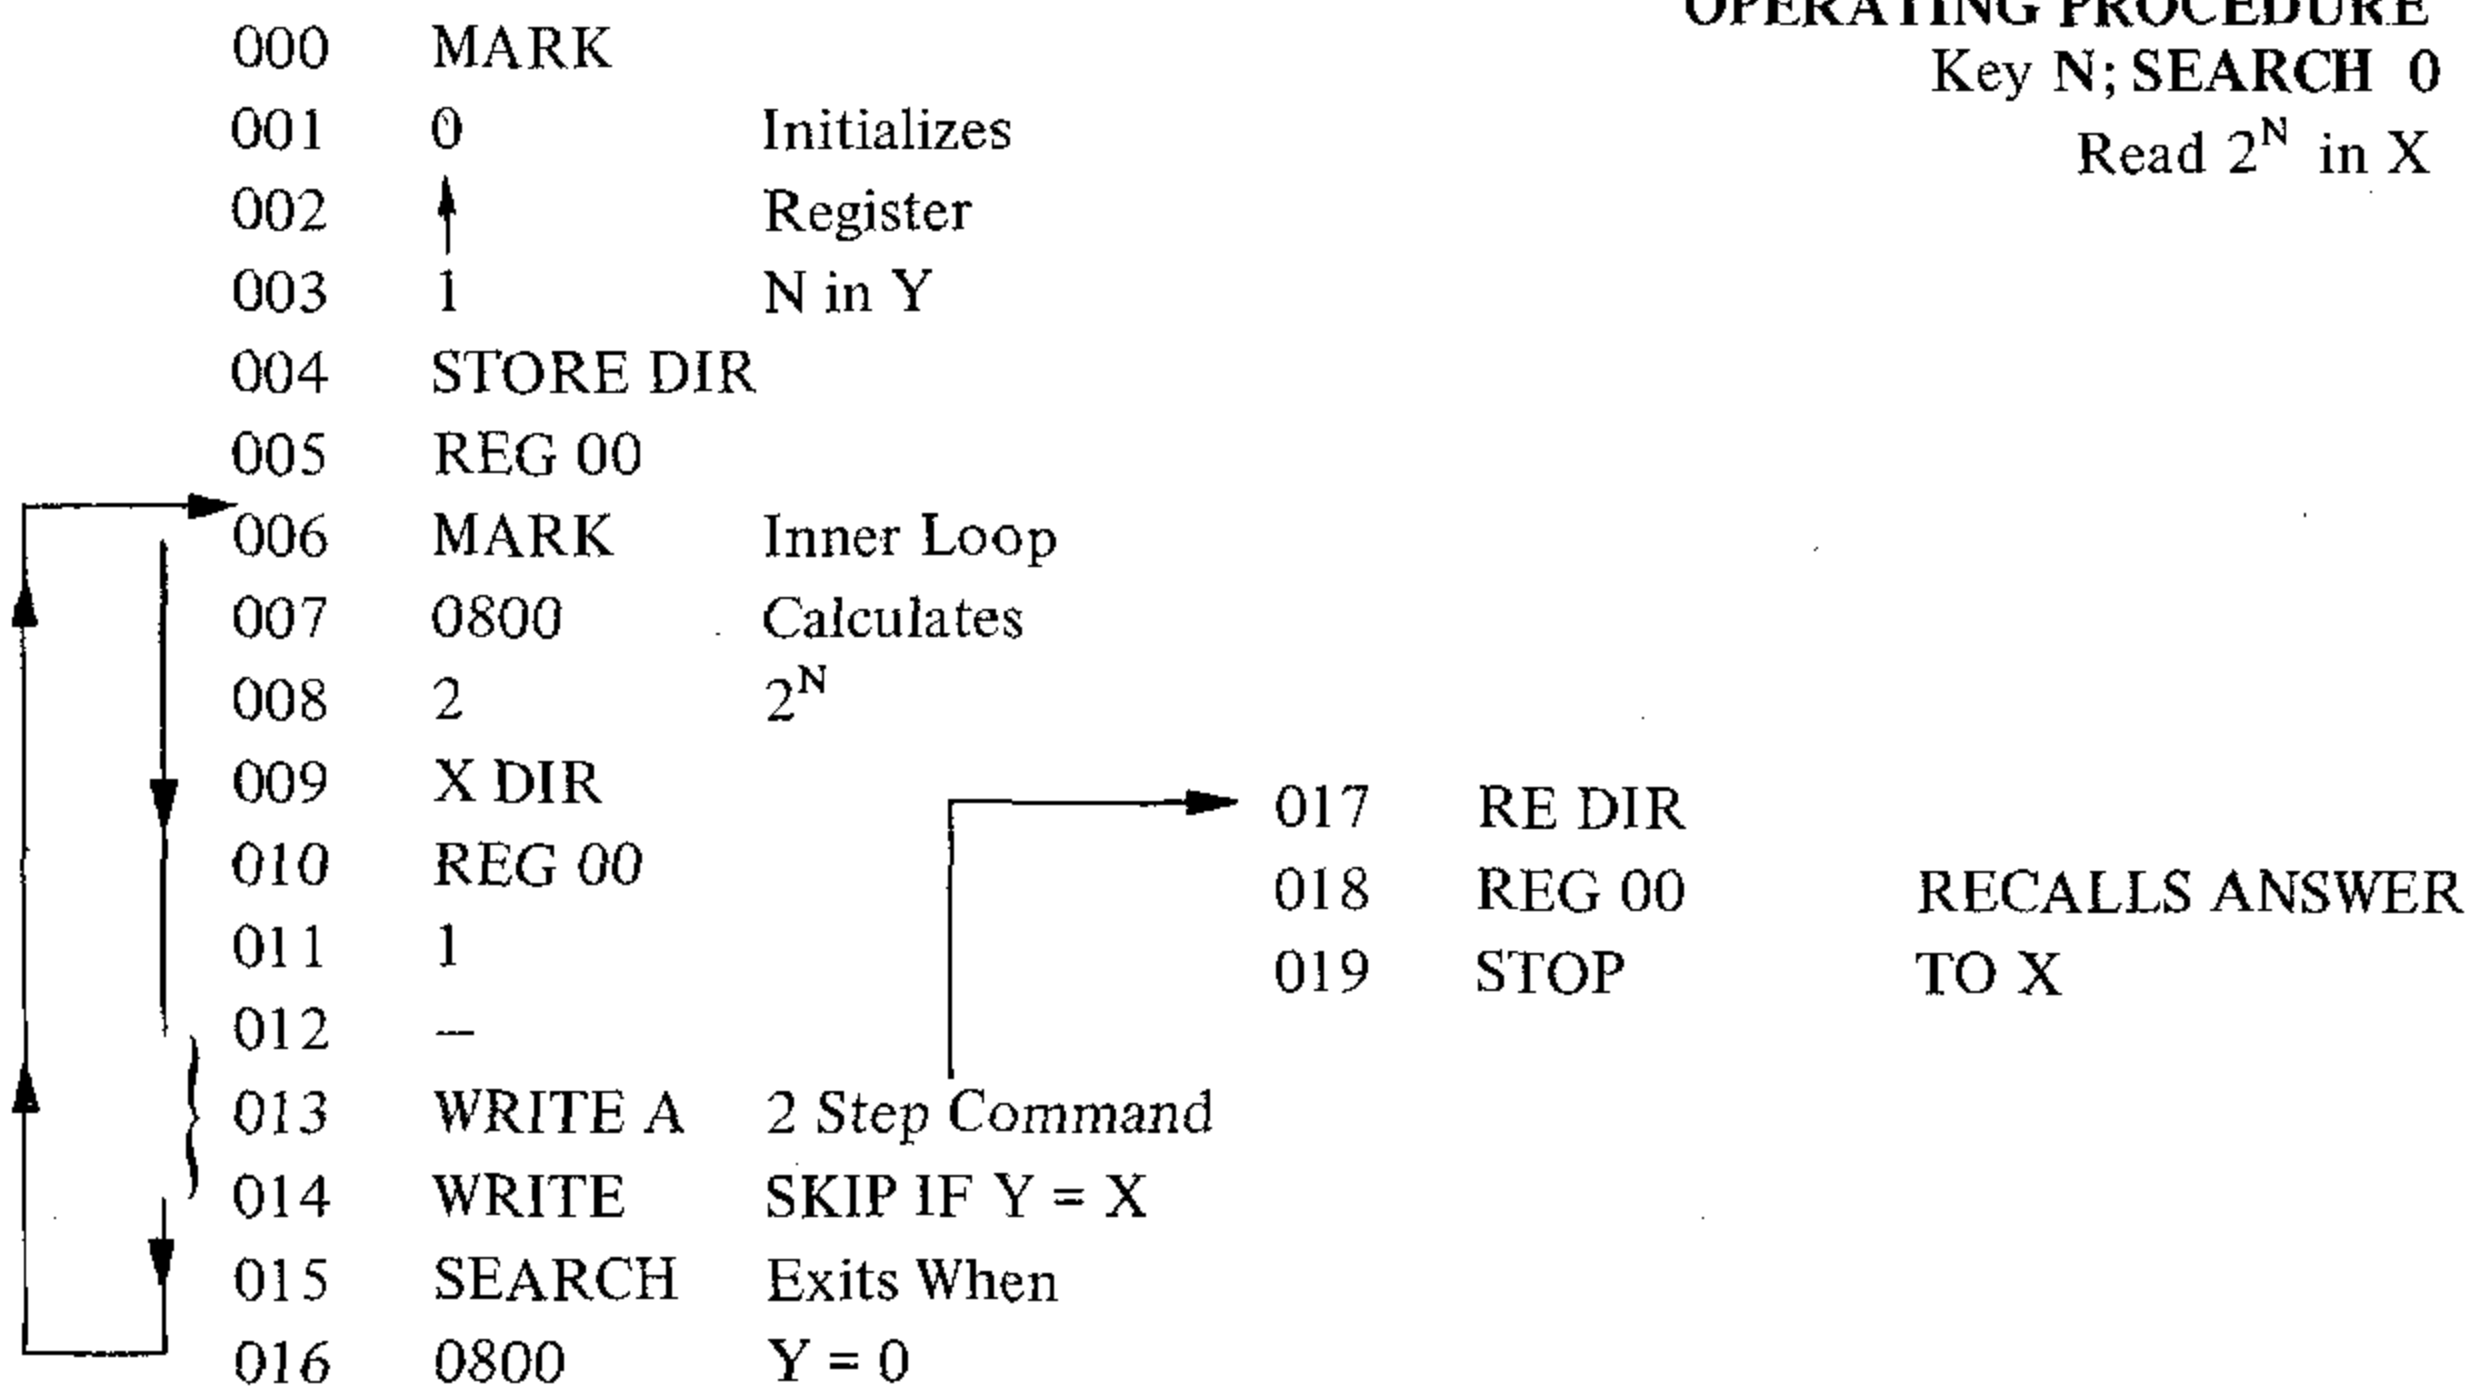 OPERATING PROCEDURE
Key N; SEARCH 0
Read 2^N in X
000 MARK
001 0 Initializes
002 ↑ Register
003 1 N in Y
004 STORE DIR
005 REG 00
006 MARK Inner Loop
007 0800 Calculates
008 2 2^N
009 X DIR
010 REG 00
011 1
012 —
013 WRITE A 2 Step Command
014 WRITE SKIP IF Y = X
015 SEARCH Exits When
016 0800 Y = 0
017 RE DIR
018 REG 00 RECALLS ANSWER
019 STOP TO X